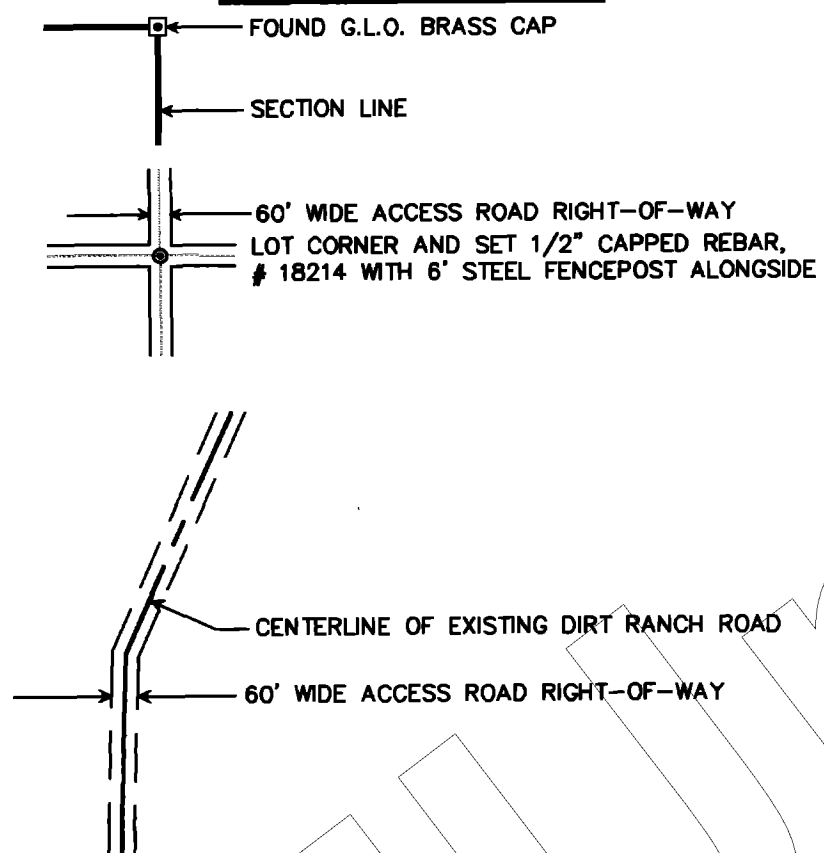 FOUND G.L.O. BRASS CAP
SECTION LINE
60' WIDE ACCESS ROAD RIGHT-OF-WAY
LOT CORNER AND SET 1/2" CAPPED REBAR,
# 18214 WITH 6' STEEL FENCEPOST ALONGSIDE
CENTERLINE OF EXISTING DIRT RANCH ROAD
60' WIDE ACCESS ROAD RIGHT-OF-WAY